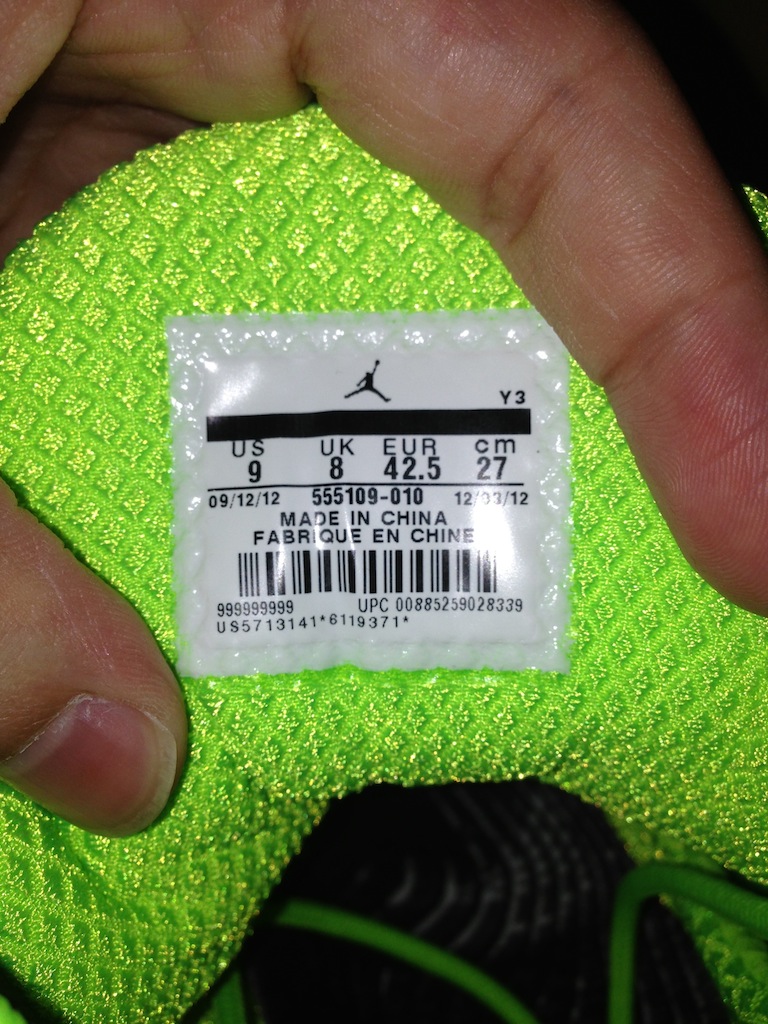 Y3
US UK EUR cm
9 8 42.5 27
09/12/12 555109-010 12/03/12
MADE IN CHINA
FABRIQUE EN CHINE
999999999 UPC 00885259028339
US5713141*6119371*